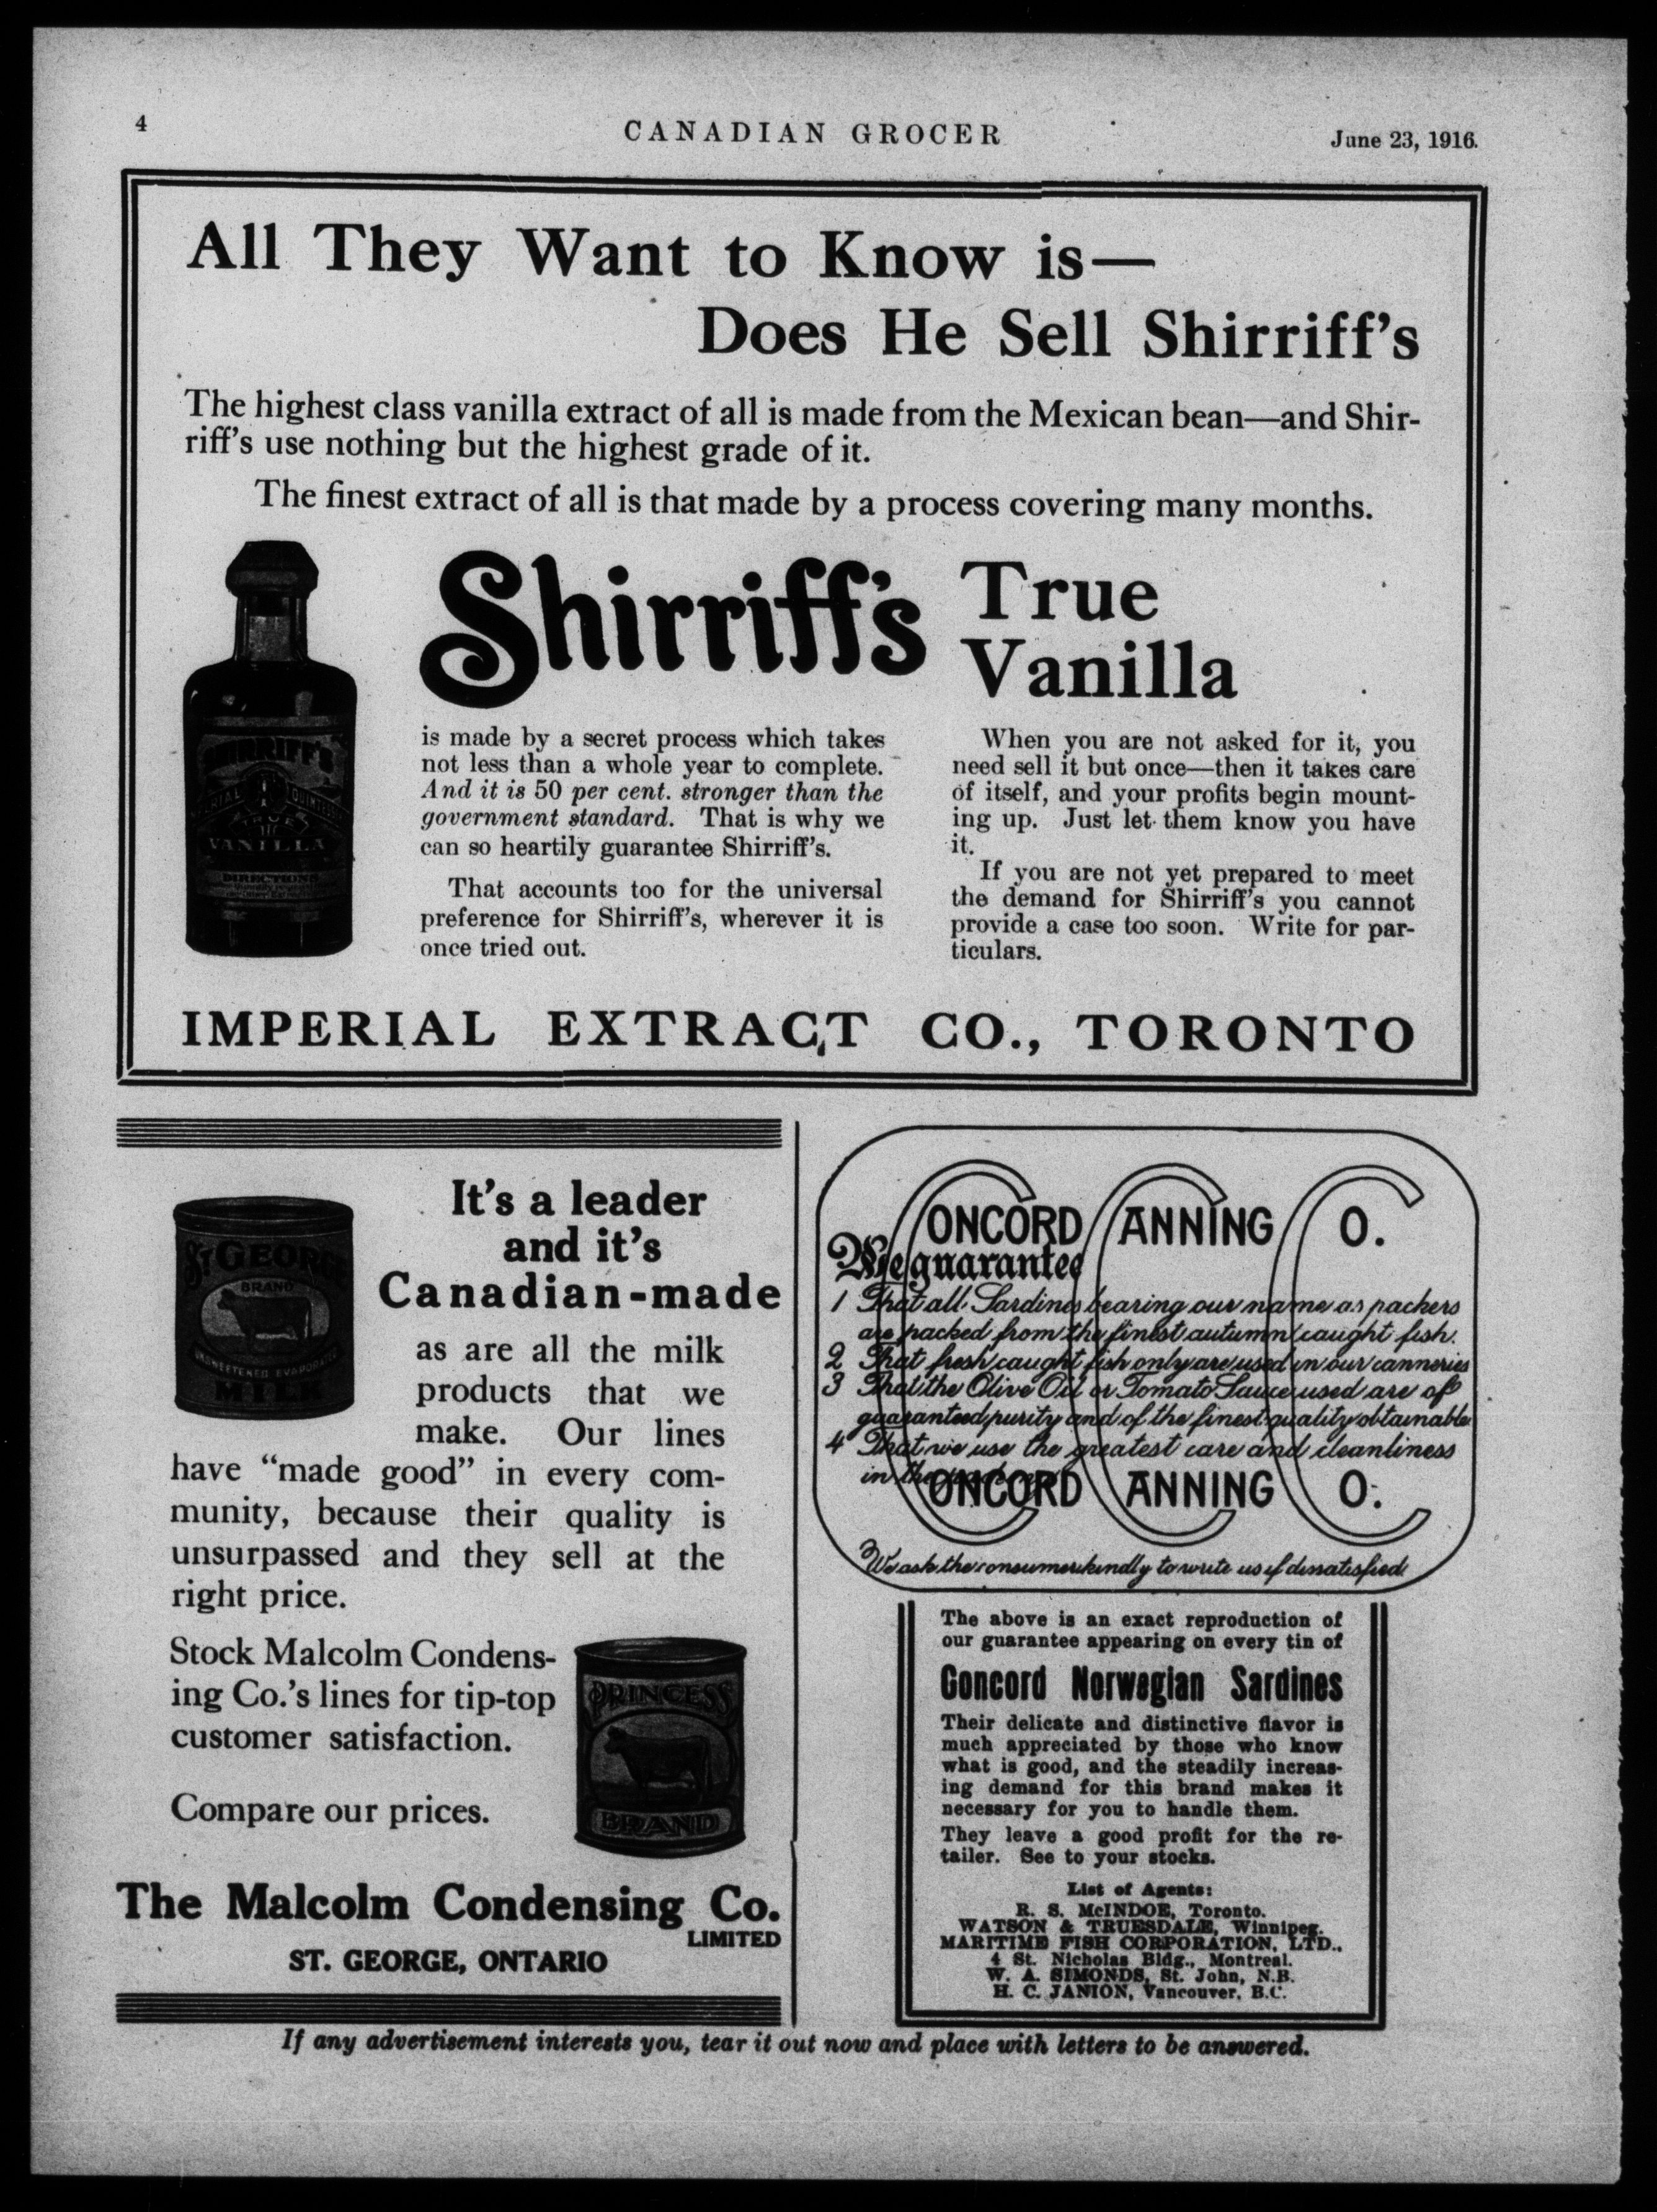 4
CANADIAN GROCER
June 23, 1916.
All They Want to Know is—
Does He Sell Shirriff's
The highest class vanilla extract of all is made from the Mexican bean—and Shir-
riff's use nothing but the highest grade of it.
The finest extract of all is that made by a process covering many months.
SHIRRIFF'S
TRUE
VANILLA
DIRECTIONS
Shirriff's
True
Vanilla
is made by a secret process which takes
not less than a whole year to complete.
And it is 50 per cent. stronger than the
government standard. That is why we
can so heartily guarantee Shirriff's.
That accounts too for the universal
preference for Shirriff's, wherever it is
once tried out.
When you are not asked for it, you
need sell it but once—then it takes care
of itself, and your profits begin mount-
ing up. Just let them know you have
it.
If you are not yet prepared to meet
the demand for Shirriff's you cannot
provide a case too soon. Write for par-
ticulars.
IMPERIAL EXTRACT CO., TORONTO
ST GEORGE
BRAND
UNSWEETENED EVAPORATED
MILK
It's a leader
and it's
Canadian-made
as are all the milk
products that we
make. Our lines
have "made good" in every com-
munity, because their quality is
unsurpassed and they sell at the
right price.
Stock Malcolm Condens-
ing Co.'s lines for tip-top
customer satisfaction.
Compare our prices.
PRINCESS
BRAND
The Malcolm Condensing Co.
LIMITED
ST. GEORGE, ONTARIO
CONCORD CANNING CO.
We guarantee
1 That all Sardines bearing our name as packers
are packed from the finest autumn caught fish.
2 That fresh caught fish only are used in our canneries
3 That the Olive Oil or Tomato Sauce used are of
guaranteed purity and of the finest quality obtainable
4 That we use the greatest care and cleanliness
in the
CONCORD CANNING CO.
We ask the consumer kindly to write us if dissatisfied
The above is an exact reproduction of
our guarantee appearing on every tin of
Concord Norwegian Sardines
Their delicate and distinctive flavor is
much appreciated by those who know
what is good, and the steadily increas-
ing demand for this brand makes it
necessary for you to handle them.
They leave a good profit for the re-
tailer. See to your stocks.
List of Agents:
R. S. McINDOE, Toronto.
WATSON & TRUESDALE, Winnipeg.
MARITIME FISH CORPORATION, LTD.,
4 St. Nicholas Bldg., Montreal.
W. A. SIMONDS, St. John, N.B.
H. C. JANION, Vancouver, B.C.
If any advertisement interests you, tear it out now and place with letters to be answered.